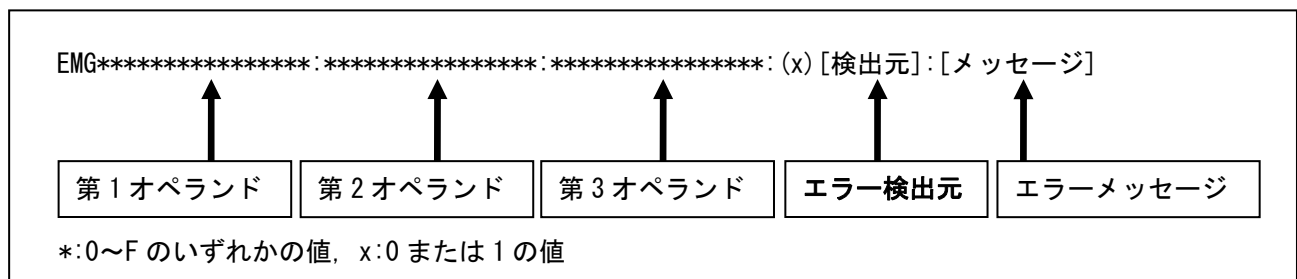 EMG****************:****************:****************:(x)[検出元]:[メッセージ]
第1オペランド 第2オペランド 第3オペランド エラー検出元 エラーメッセージ
*:0～F のいずれかの値, x:0 または 1 の値